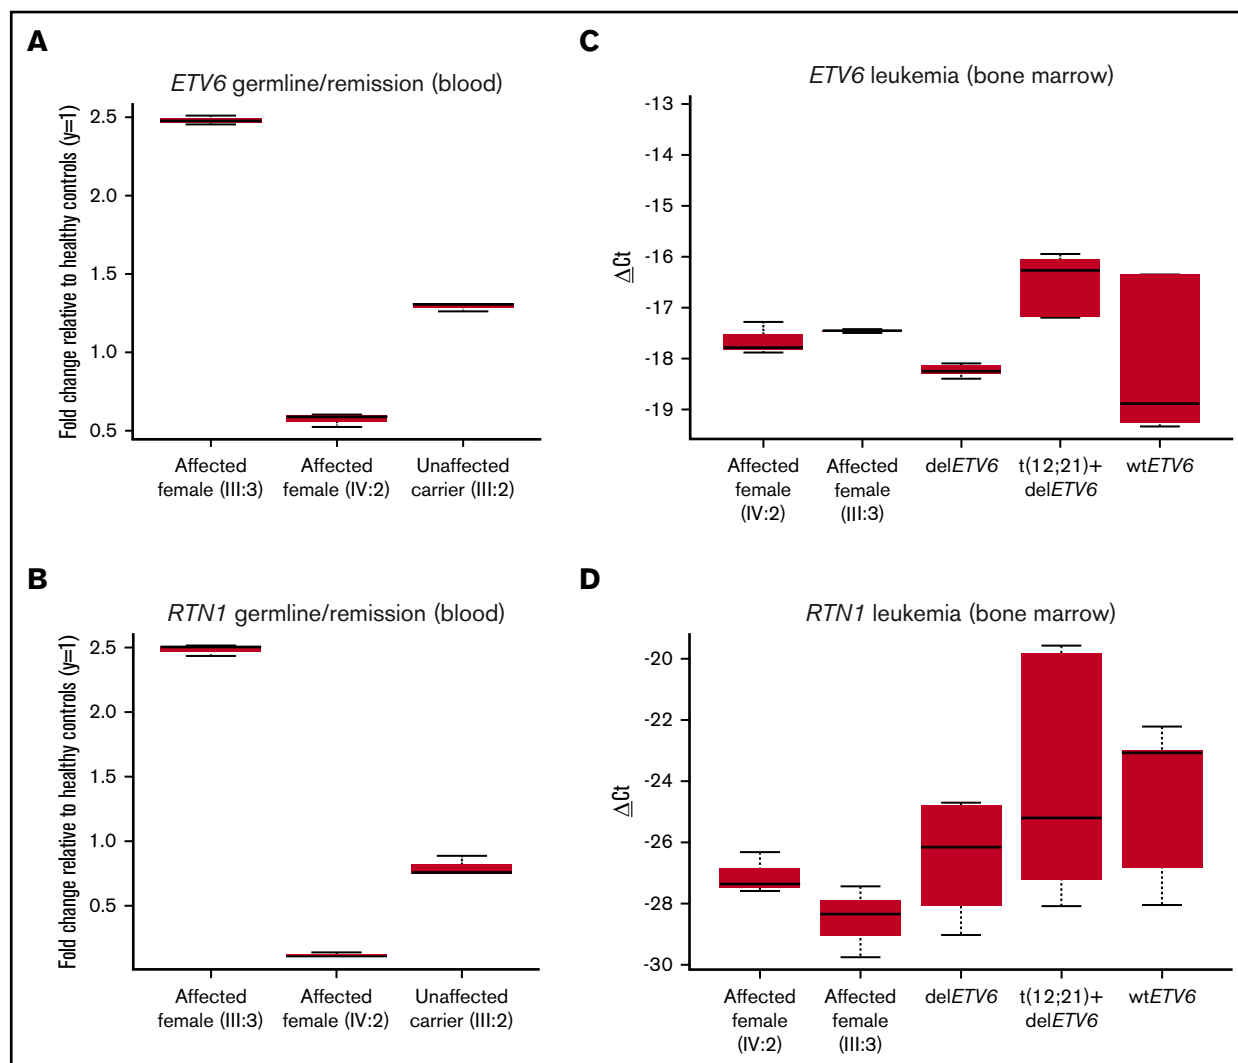 A
ETV6 germline/remission (blood)
Fold change relative to healthy controls (y=1)
2.5
2.0
1.5
1.0
0.5
Affected female (III:3)
Affected female (IV:2)
Unaffected carrier (III:2)
C
ETV6 leukemia (bone marrow)
ΔCt
-13
-14
-15
-16
-17
-18
-19
Affected female (IV:2)
Affected female (III:3)
delETV6
t(12;21)+ delETV6
wtETV6
B
RTN1 germline/remission (blood)
Fold change relative to healthy controls (y=1)
2.5
2.0
1.5
1.0
0.5
Affected female (III:3)
Affected female (IV:2)
Unaffected carrier (III:2)
D
RTN1 leukemia (bone marrow)
ΔCt
-20
-22
-24
-26
-28
-30
Affected female (IV:2)
Affected female (III:3)
delETV6
t(12;21)+ delETV6
wtETV6